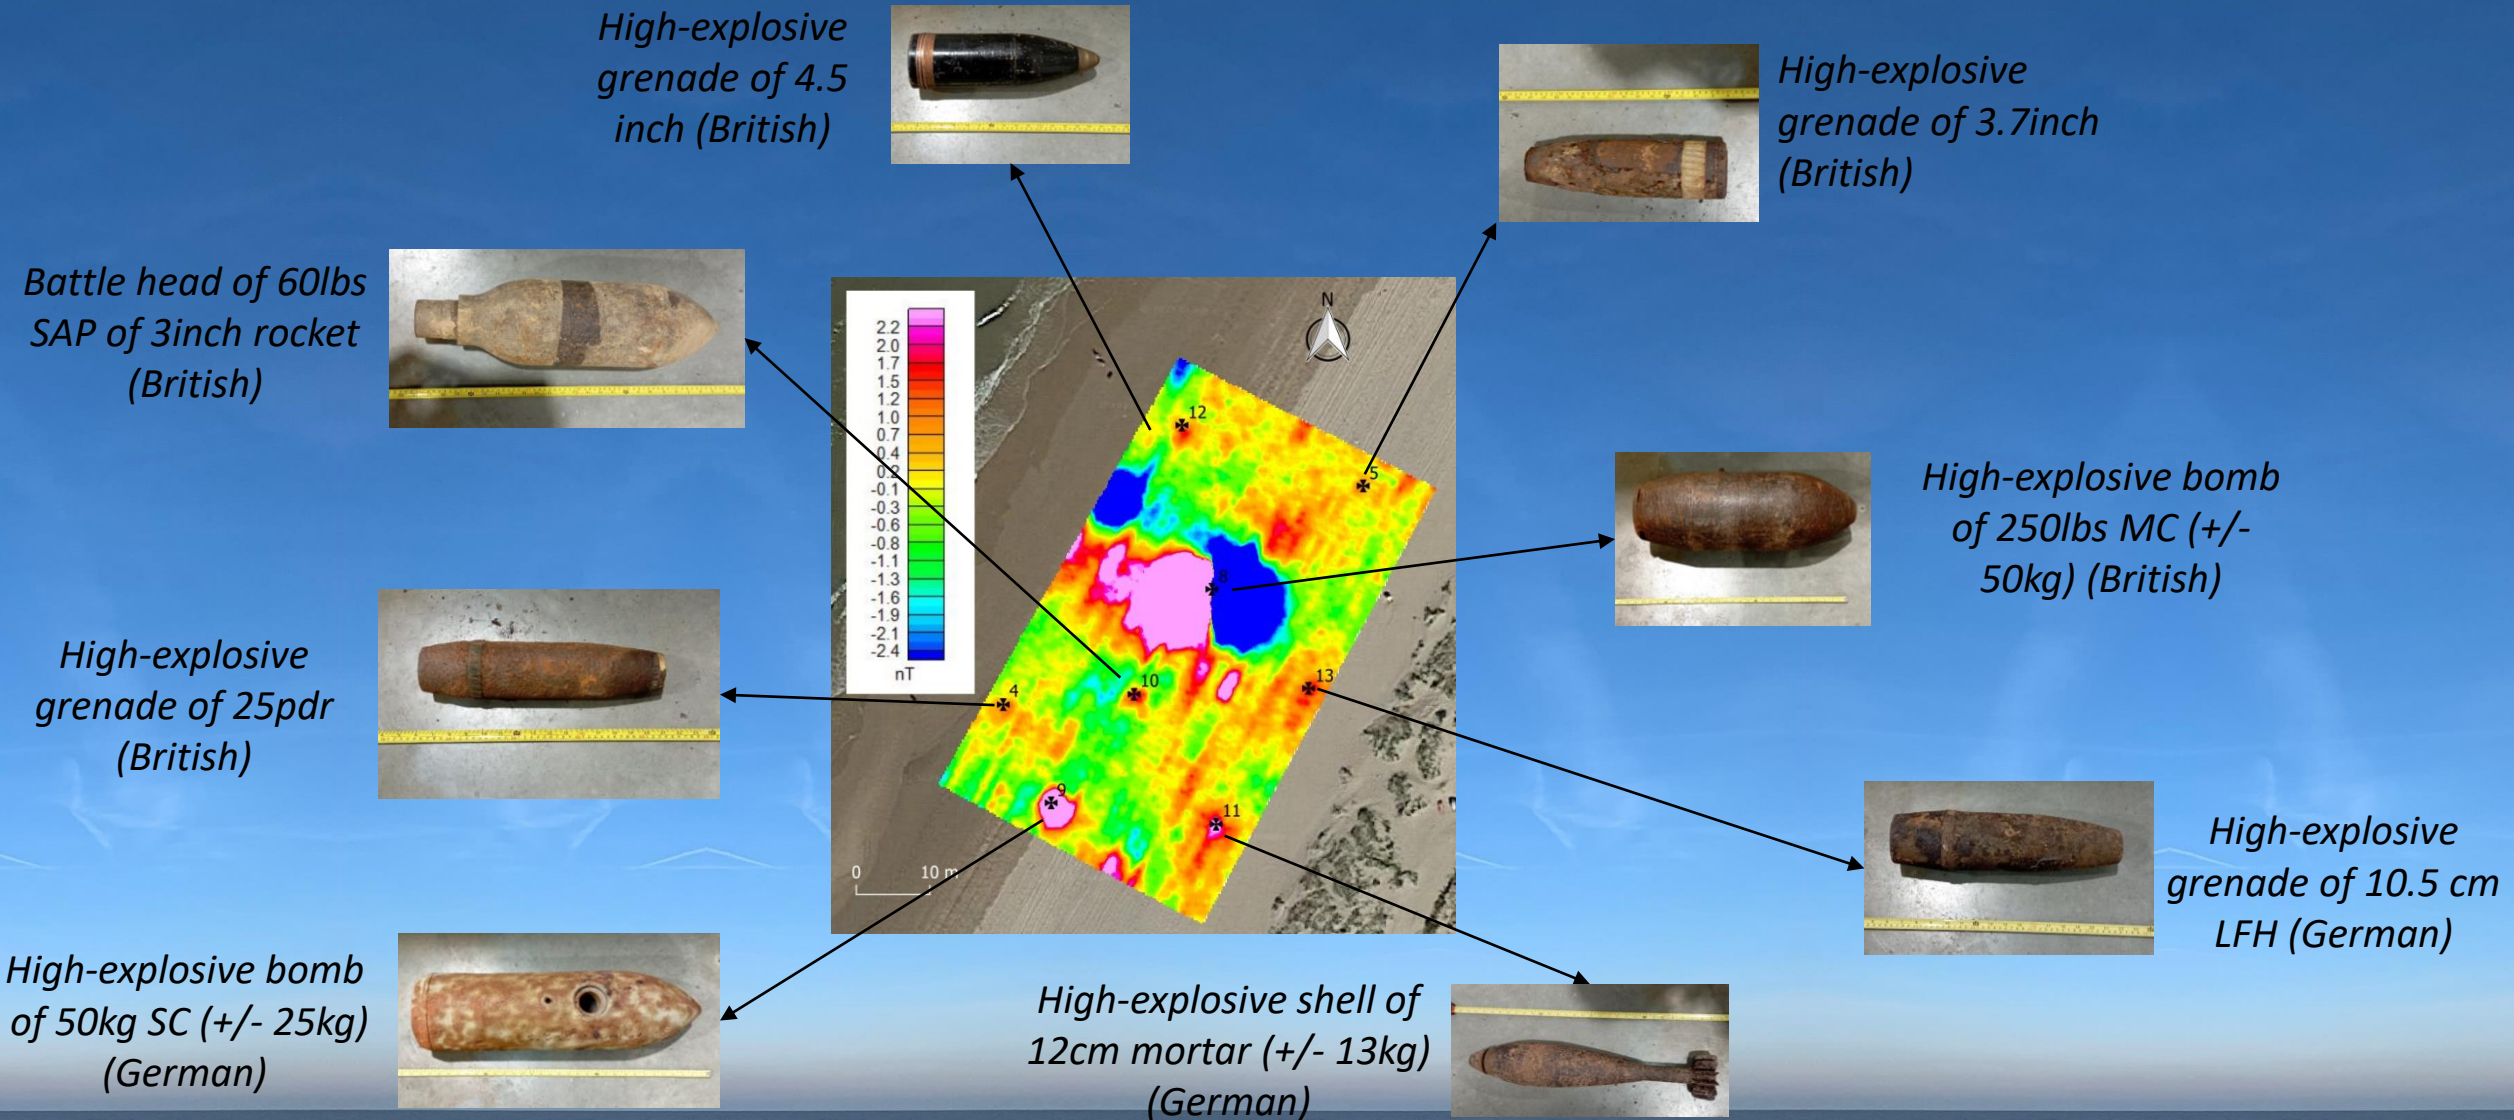 High-explosive
grenade of 4.5
inch (British)
High-explosive
grenade of 3.7inch
(British)
Battle head of 60lbs
SAP of 3inch rocket
(British)
High-explosive bomb
of 250lbs MC (+/-
50kg) (British)
High-explosive
grenade of 25pdr
(British)
High-explosive
grenade of 10.5 cm
LFH (German)
High-explosive bomb
of 50kg SC (+/- 25kg)
(German)
High-explosive shell of
12cm mortar (+/- 13kg)
(German)
2.2
2.0
1.7
1.5
1.2
1.0
0.7
0.4
0.2
-0.1
-0.3
-0.6
-0.8
-1.1
-1.3
-1.6
-1.9
-2.1
-2.4
nT
N
12
5
8
10
13
4
9
11
0 10 m